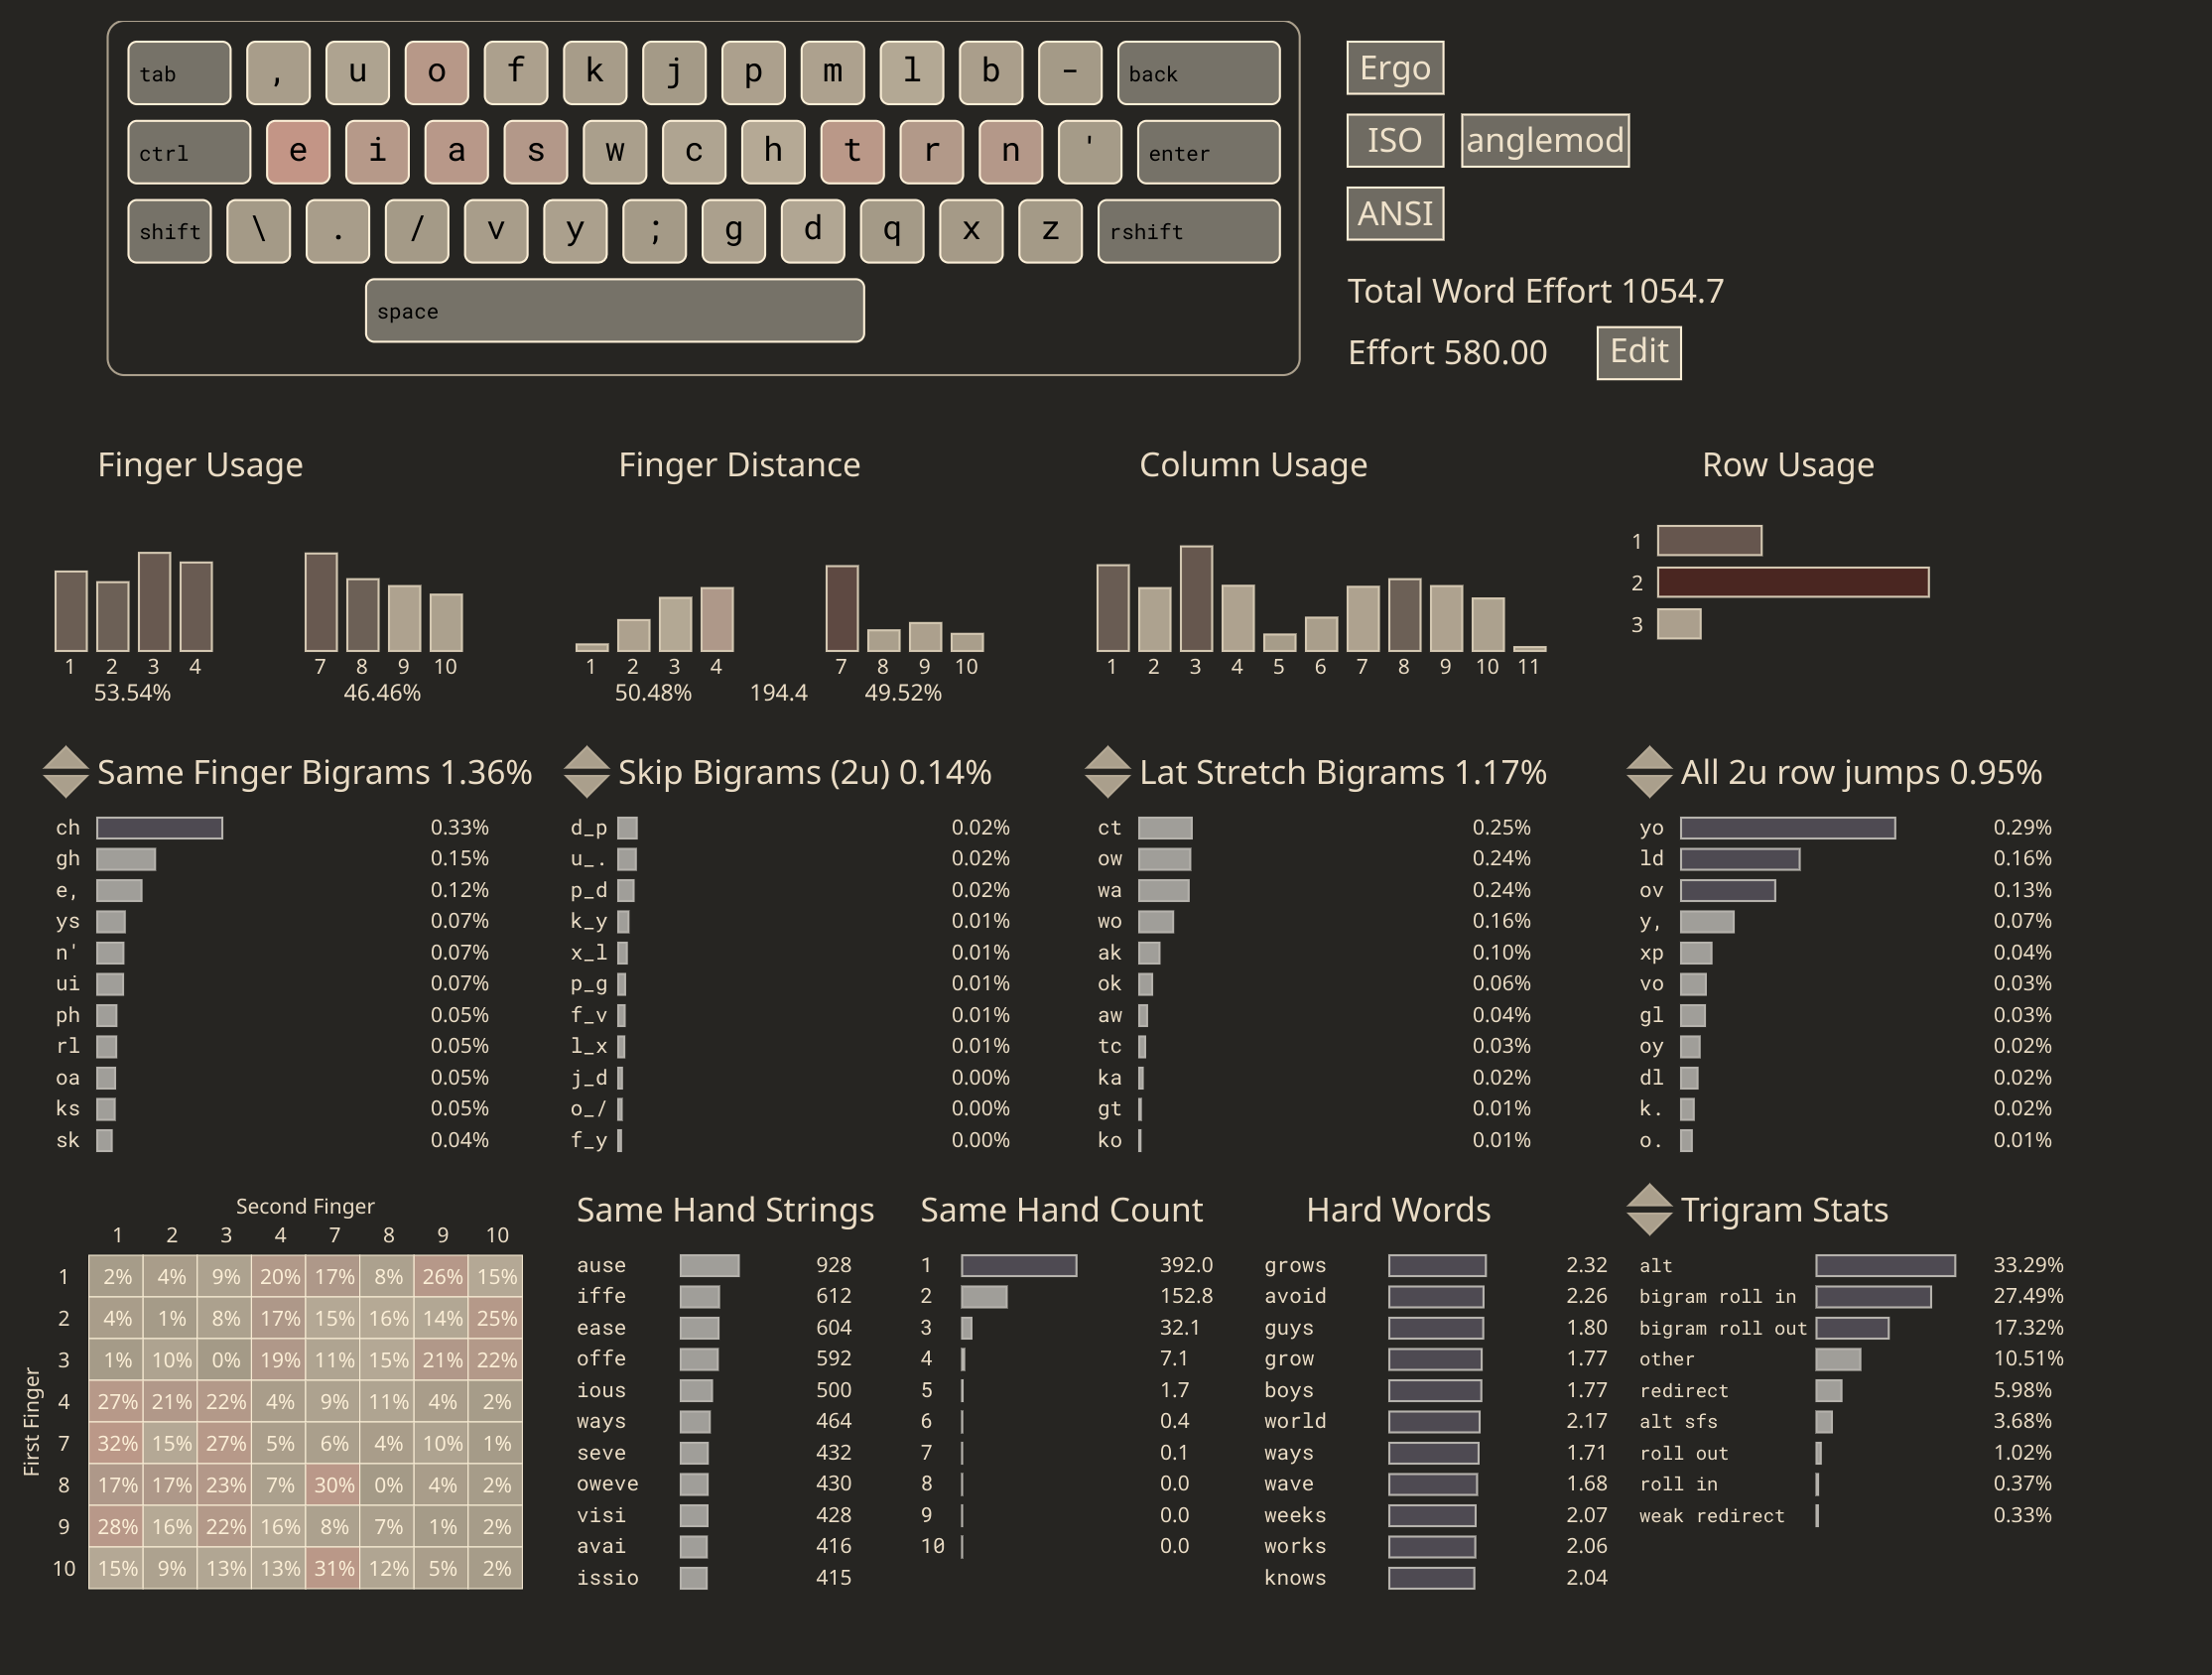 tab , u o f k j p m l b - back
ctrl e i a s w c h t r n ' enter
shift \ . / v y ; g d q x z rshift
space
Ergo
ISO anglemod
ANSI
Total Word Effort 1054.7
Effort 580.00 Edit
Finger Usage
1 2 3 4 7 8 9 10
53.54% 46.46%
Finger Distance
1 2 3 4 7 8 9 10
50.48% 194.4 49.52%
Column Usage
1 2 3 4 5 6 7 8 9 10 11
Row Usage
1
2
3
Same Finger Bigrams 1.36%
ch 0.33%
gh 0.15%
e, 0.12%
ys 0.07%
n' 0.07%
ui 0.07%
ph 0.05%
rl 0.05%
oa 0.05%
ks 0.05%
sk 0.04%
Skip Bigrams (2u) 0.14%
d_p 0.02%
u_. 0.02%
p_d 0.02%
k_y 0.01%
x_l 0.01%
p_g 0.01%
f_v 0.01%
l_x 0.01%
j_d 0.00%
o_/ 0.00%
f_y 0.00%
Lat Stretch Bigrams 1.17%
ct 0.25%
ow 0.24%
wa 0.24%
wo 0.16%
ak 0.10%
ok 0.06%
aw 0.04%
tc 0.03%
ka 0.02%
gt 0.01%
ko 0.01%
All 2u row jumps 0.95%
yo 0.29%
ld 0.16%
ov 0.13%
y, 0.07%
xp 0.04%
vo 0.03%
gl 0.03%
oy 0.02%
dl 0.02%
k. 0.02%
o. 0.01%
Second Finger
1 2 3 4 7 8 9 10
First Finger
1 2% 4% 9% 20% 17% 8% 26% 15%
2 4% 1% 8% 17% 15% 16% 14% 25%
3 1% 10% 0% 19% 11% 15% 21% 22%
4 27% 21% 22% 4% 9% 11% 4% 2%
7 32% 15% 27% 5% 6% 4% 10% 1%
8 17% 17% 23% 7% 30% 0% 4% 2%
9 28% 16% 22% 16% 8% 7% 1% 2%
10 15% 9% 13% 13% 31% 12% 5% 2%
Same Hand Strings
ause 928
iffe 612
ease 604
offe 592
ious 500
ways 464
seve 432
oweve 430
visi 428
avai 416
issio 415
Same Hand Count
1 392.0
2 152.8
3 32.1
4 7.1
5 1.7
6 0.4
7 0.1
8 0.0
9 0.0
10 0.0
Hard Words
grows 2.32
avoid 2.26
guys 1.80
grow 1.77
boys 1.77
world 2.17
ways 1.71
wave 1.68
weeks 2.07
works 2.06
knows 2.04
Trigram Stats
alt 33.29%
bigram roll in 27.49%
bigram roll out 17.32%
other 10.51%
redirect 5.98%
alt sfs 3.68%
roll out 1.02%
roll in 0.37%
weak redirect 0.33%